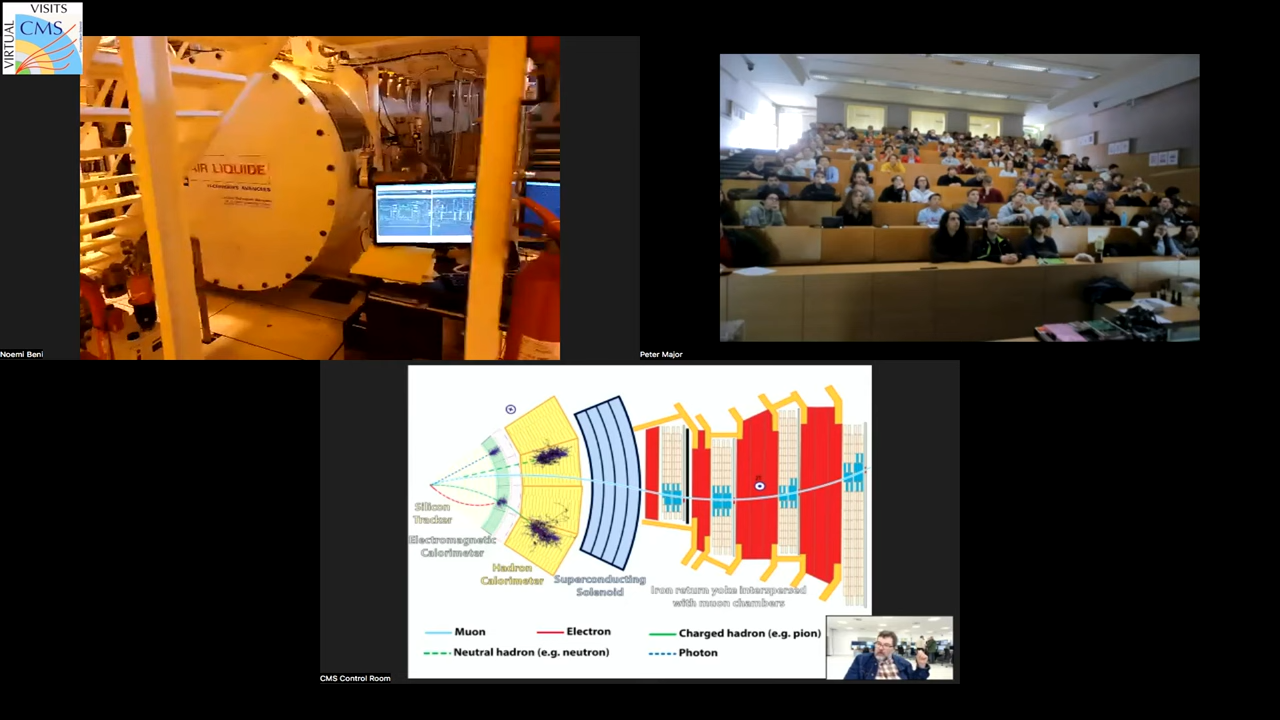 VISITS
VIRTUAL
CMS
AIR LIQUIDE
Noemi Beni
Peter Major
Silicon
Tracker
Electromagnetic
Calorimeter
Hadron
Calorimeter
Superconducting
Solenoid
Iron return yoke interspersed
with muon chambers
Muon
Electron
Charged hadron (e.g. pion)
Neutral hadron (e.g. neutron)
Photon
CMS Control Room